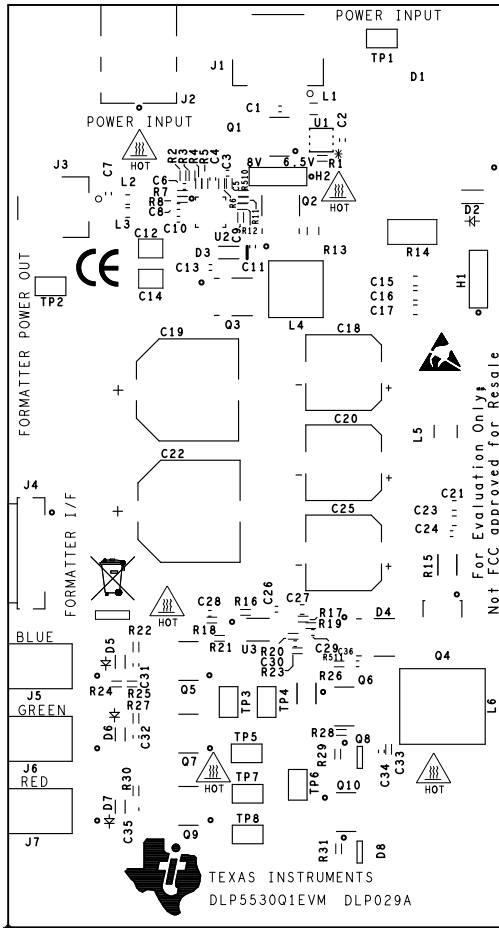 POWER INPUT
TP1
J1
D1
J2
L1
C1
C2
POWER INPUT
Q1
U1
HOT
R2
R3
R4
R5
C4
C3
8V 6.5V
R1
H2
HOT
J3
C7
L2
L3
C6
R7
R8
C8
C10
R6
C5
R510
R11
R12
Q2
D2
C12
U2
C9
R13
R14
D3
C13
C11
CE
C14
TP2
C15
C16
C17
H1
FORMATTER POWER OUT
Q3
L4
C19
C18
C20
L5
For Evaluation Only;
Not FCC approved for Resale
C22
C25
C21
C23
C24
R15
J4
FORMATTER I/F
HOT
C28
R16
C26
C27
R17
R19
D4
BLUE
R22
R18
R21
U3
R20
C30
R23
C29
R511
C36
R26
D5
C31
R24
R25
R27
Q5
Q6
Q4
L6
J5
GREEN
TP3
TP4
D6
C32
R28
TP5
R29
Q8
C34
C33
J6
RED
Q7
HOT
TP7
TP6
Q10
HOT
R30
D7
C35
Q9
TP8
J7
R31
D8
TEXAS INSTRUMENTS
DLP5530Q1EVM DLP029A